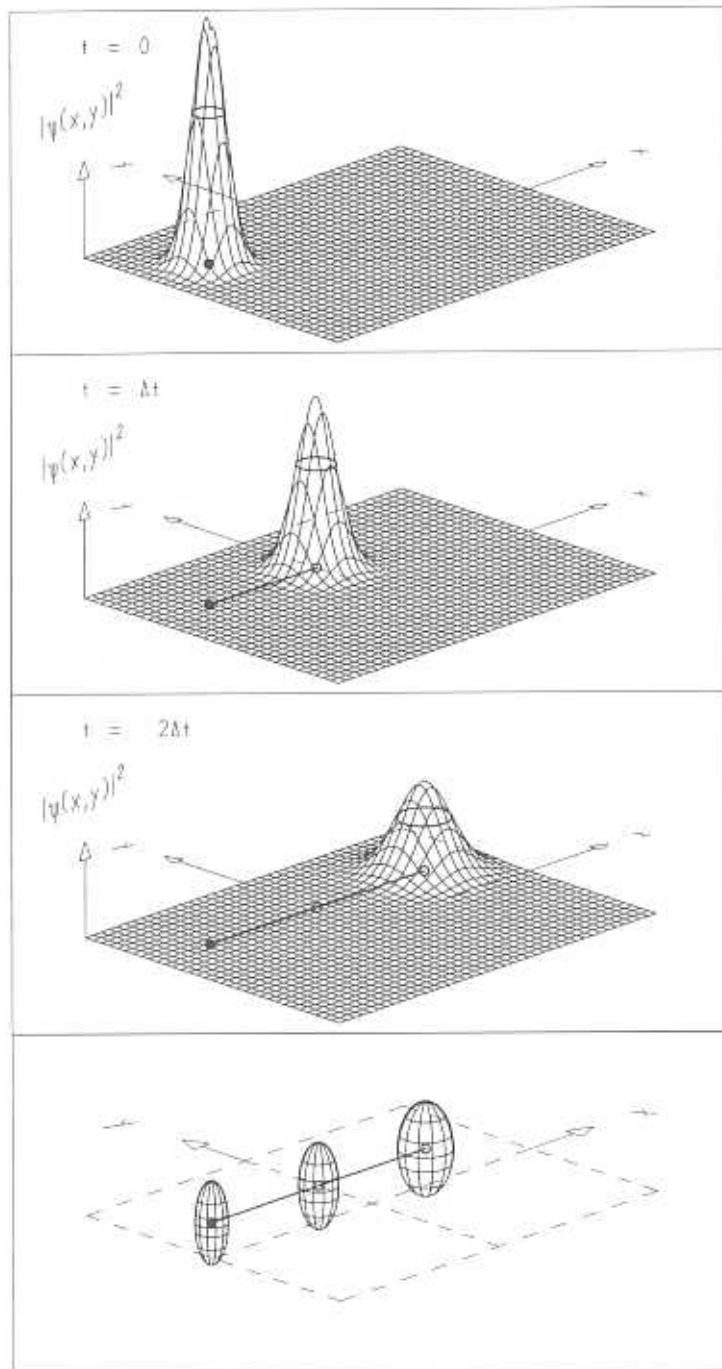 t = 0
|ψ(x,y)|²
t = Δt
|ψ(x,y)|²
t = 2Δt
|ψ(x,y)|²